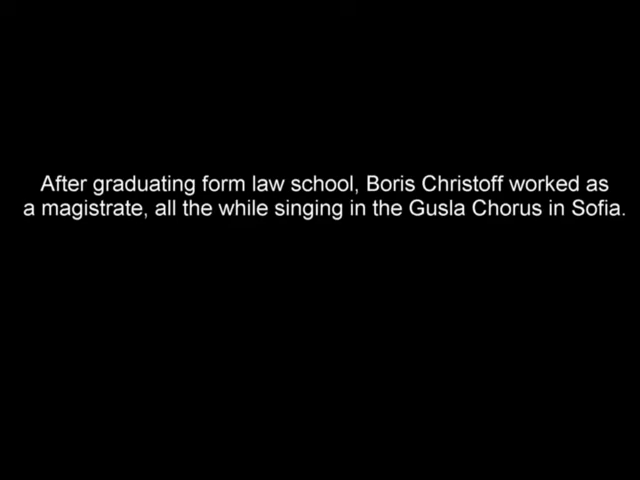 After graduating form law school, Boris Christoff worked as
a magistrate, all the while singing in the Gusla Chorus in Sofia.